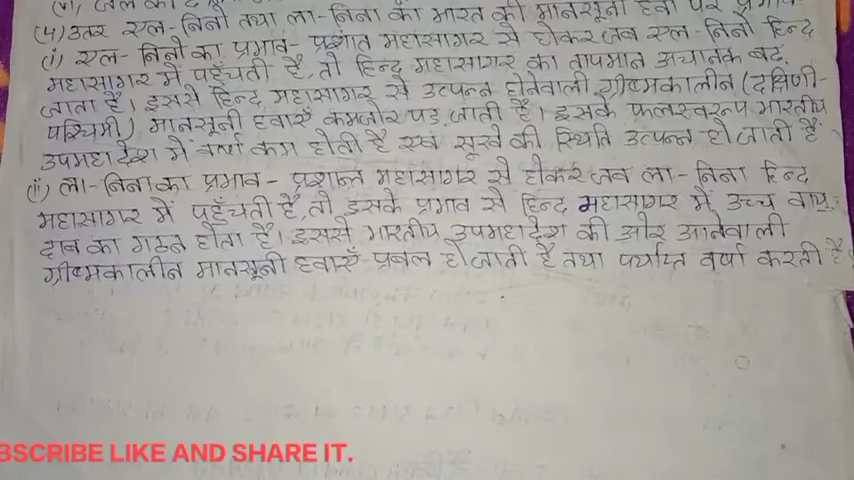 (v) जल का
(4) उत्तर एल-निनो तथा ला-निना का भारत की मानसूनी हवा पर प्रभाव
(i) एल-निनो का प्रभाव- प्रशांत महासागर से होकर जब एल-निनो हिन्द
महासागर में पहुँचती है, तो हिन्द महासागर का तापमान अचानक बढ़
जाता है। इससे हिन्द महासागर से उत्पन्न होनेवाली ग्रीष्मकालीन (दक्षिणी-
पश्चिमी) मानसूनी हवाएँ कमजोर पड़ जाती है। इसके फलस्वरूप भारतीय
उपमहादेश में वर्षा कम होती है एवं सूखे की स्थिति उत्पन्न हो जाती है
(ii) ला-निना का प्रभाव- प्रशान्त महासागर से होकर जब ला-निना हिन्द
महासागर में पहुँचती है, तो इसके प्रभाव से हिन्द महासागर में उच्च वायु-
दाब का गठन होता है। इससे भारतीय उपमहादेश की ओर आनेवाली
ग्रीष्मकालीन मानसूनी हवाएँ प्रबल हो जाती है तथा पर्याप्त वर्षा करती है।
BSCRIBE LIKE AND SHARE IT.